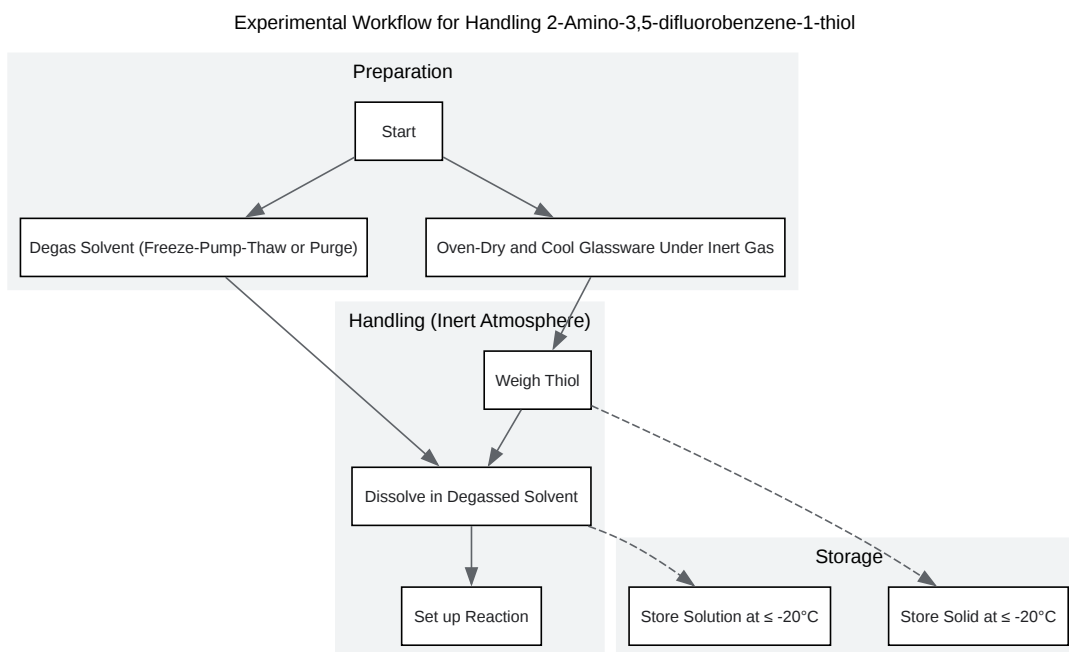 Experimental Workflow for Handling 2-Amino-3,5-difluorobenzene-1-thiol
Preparation
Start
Degas Solvent (Freeze-Pump-Thaw or Purge)
Oven-Dry and Cool Glassware Under Inert Gas
Handling (Inert Atmosphere)
Weigh Thiol
Dissolve in Degassed Solvent
Storage
Set up Reaction
Store Solution at ≤ -20°C
Store Solid at ≤ -20°C